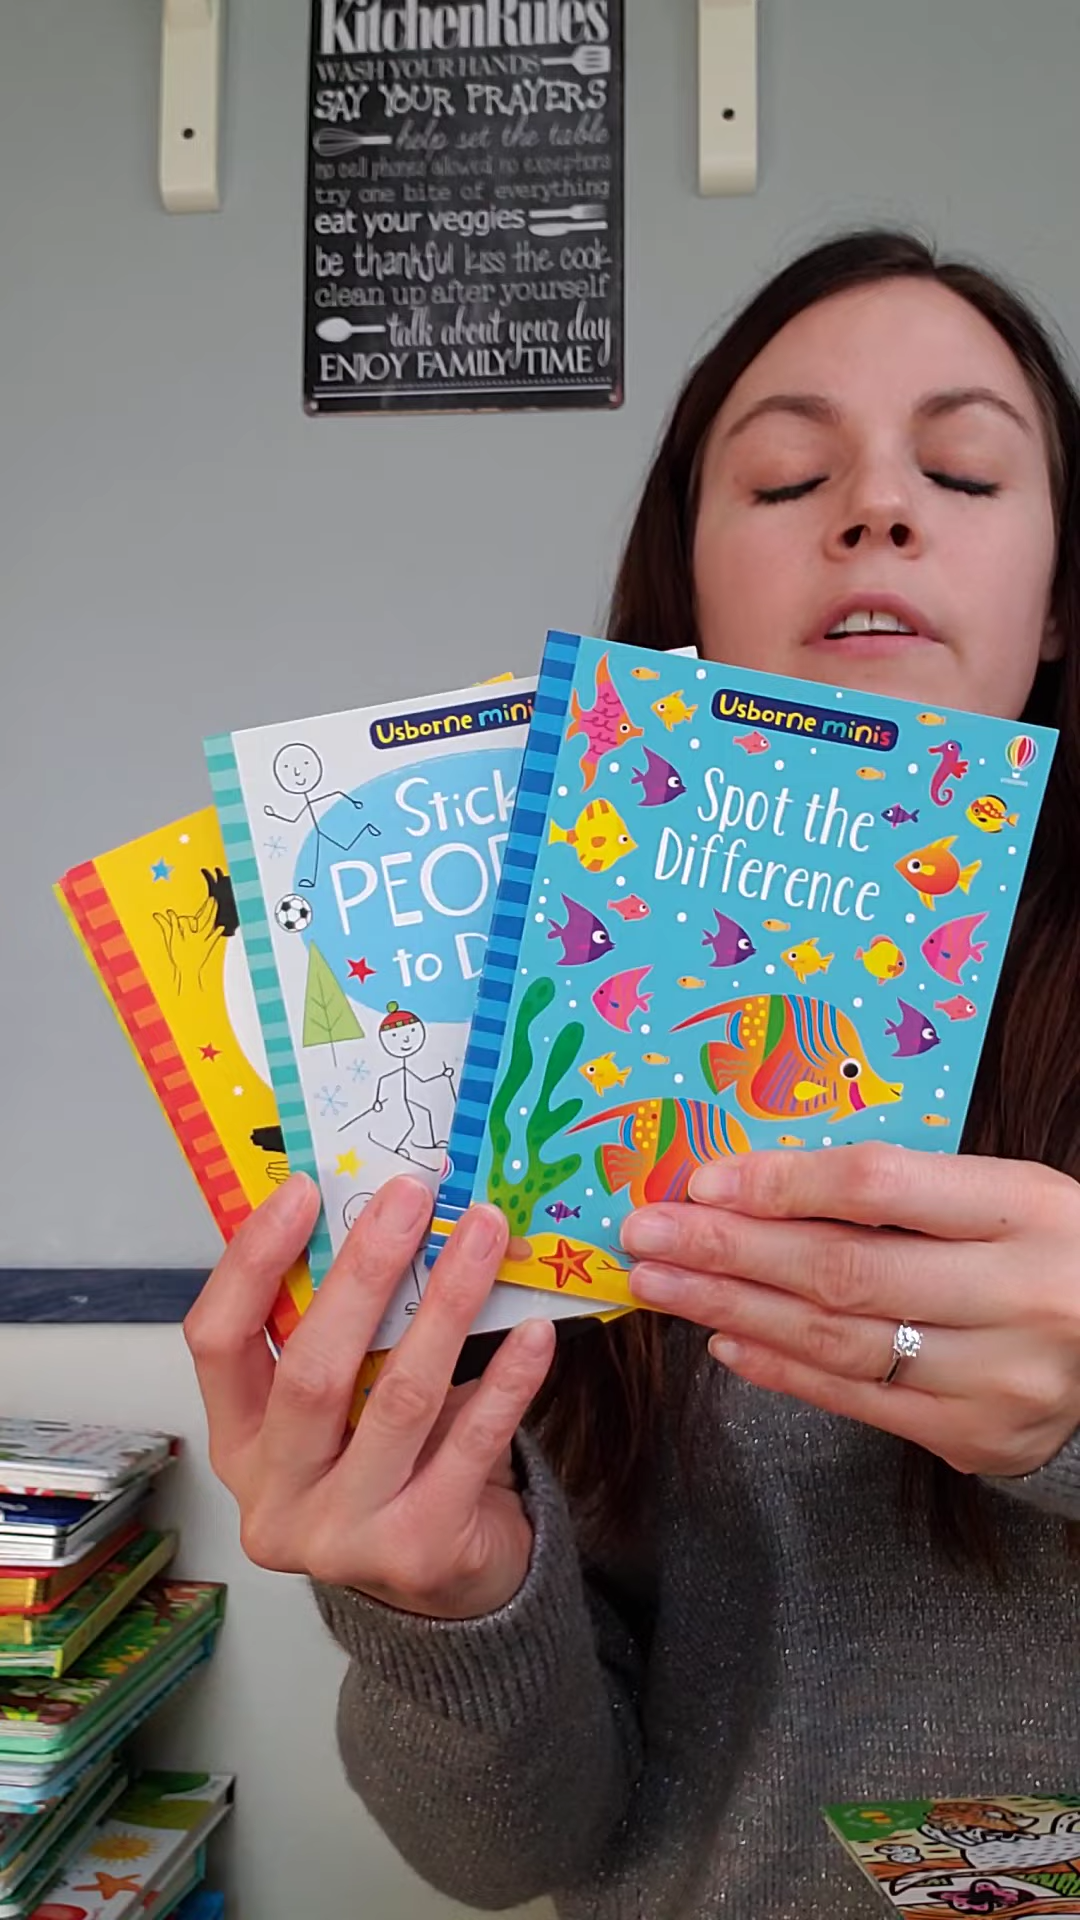 KitchenRules
WASH YOUR HANDS
SAY YOUR PRAYERS
help set the table
no cell phones allowed no exceptions
try one bite of everything
eat your veggies
be thankful kiss the cook
clean up after yourself
talk about your day
ENJOY FAMILY TIME
Usborne mini
Stick
PEO
to D
Usborne minis
Spot the
Difference